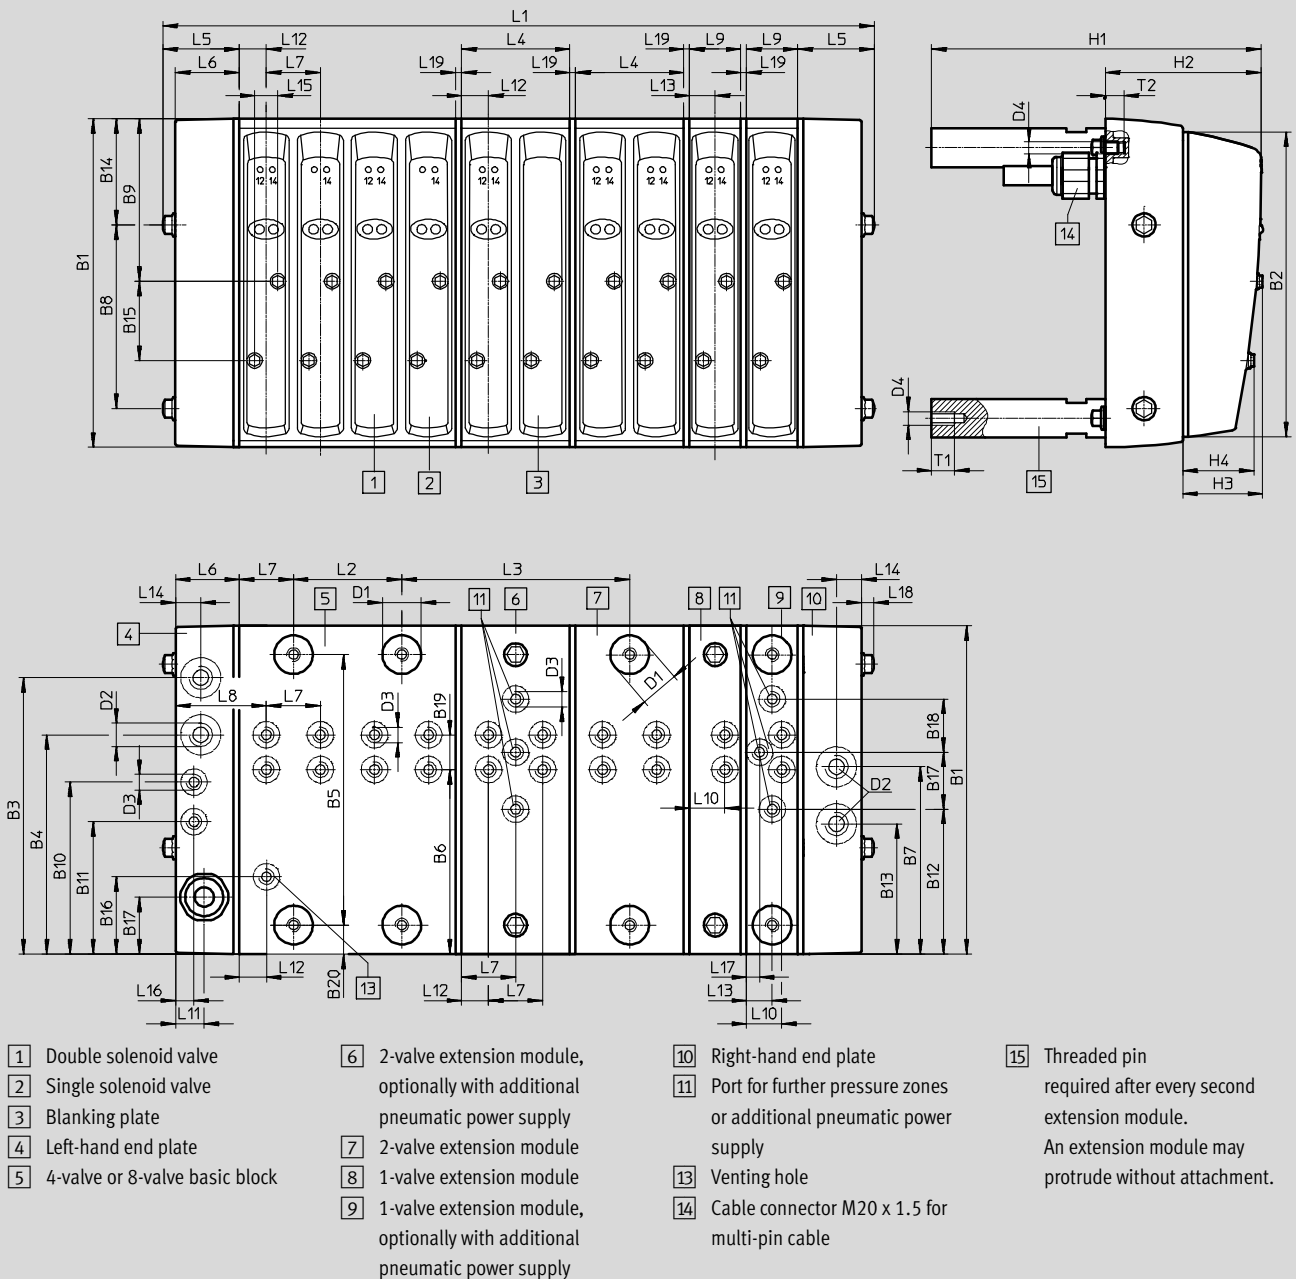 L1
L5 L12 L4 L19 L9 L9 L5
L6 L7 L19 L12 L19 L4 L13 L19
L15
H1
H2
T2
D4
B14
B9
B1
B8
B15
12 14 14 12 14 14 12 14 12 14 12 14 12 14 12 14
14
B2
D4
T1
15
H4
H3
1 2 3
L6 L7 L2 L3 L14
L14 D1 L18
4 5 11 6 7 8 11 9 10
D3 D1
L8 L7
D2 D3 B19 B18
B1
B17
D3 D2
L10
B3 B4 B10 B11 B16 B17
B5 B6
B7 B12 B13
L12 B20 13 L7 L17
L16 L12 L7 L13
L11 L10
1 Double solenoid valve
2 Single solenoid valve
3 Blanking plate
4 Left-hand end plate
5 4-valve or 8-valve basic block
6 2-valve extension module,
optionally with additional
pneumatic power supply
7 2-valve extension module
8 1-valve extension module
9 1-valve extension module,
optionally with additional
pneumatic power supply
10 Right-hand end plate
11 Port for further pressure zones
or additional pneumatic power
supply
13 Venting hole
14 Cable connector M20 x 1.5 for
multi-pin cable
15 Threaded pin
required after every second
extension module.
An extension module may
protrude without attachment.